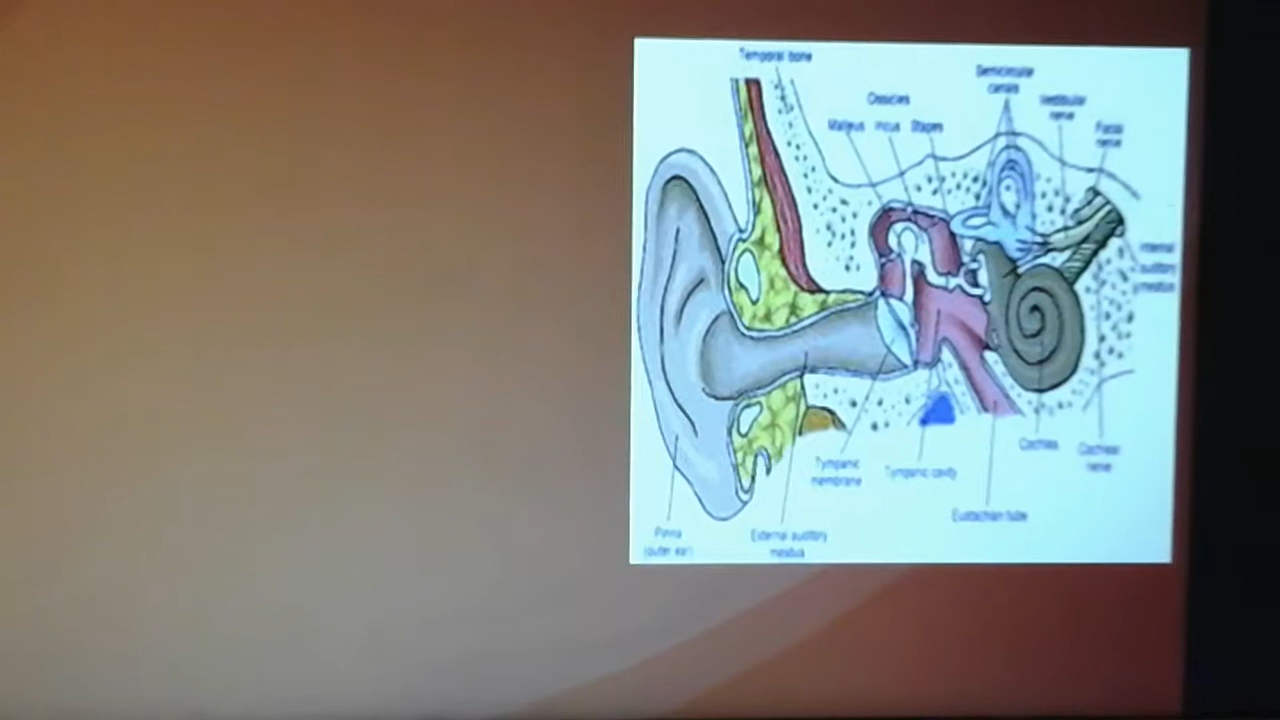 Temporal bone
Semicircular
canals
Ossicles
Malleus Incus Stapes
Vestibular
nerve
Facial
nerve
Internal
auditory
meatus
Tympanic
membrane
Tympanic cavity
Cochlea
Cochlear
nerve
Eustachian tube
Pinna
(outer ear)
External auditory
meatus